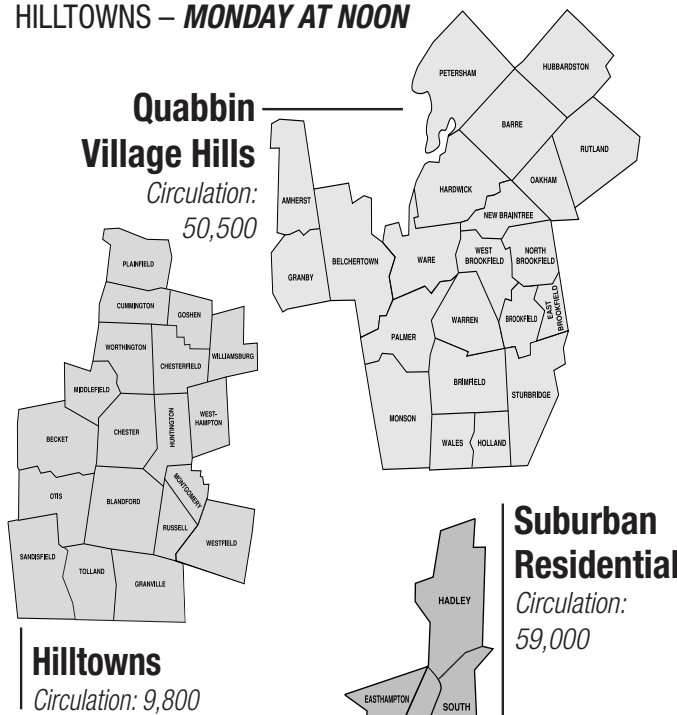 HILLTOWNS – MONDAY AT NOON
Quabbin
Village Hills
Circulation:
50,500
PETERSHAM
HUBBARDSTON
BARRE
RUTLAND
HARDWICK
OAKHAM
NEW BRAINTREE
AMHERST
BELCHERTOWN
GRANBY
WARE
WEST
BROOKFIELD
NORTH
BROOKFIELD
PALMER
WARREN
BROOKFIELD
EAST
BROOKFIELD
MONSON
BRIMFIELD
STURBRIDGE
WALES
HOLLAND
PLAINFIELD
CUMMINGTON
GOSHEN
WORTHINGTON
CHESTERFIELD
WILLIAMSBURG
MIDDLEFIELD
BECKET
CHESTER
HUNTINGTON
WEST-
HAMPTON
OTIS
BLANDFORD
MONTGOMERY
RUSSELL
WESTFIELD
SANDISFIELD
TOLLAND
GRANVILLE
Hilltowns
Circulation: 9,800
Suburban
Residential
Circulation:
59,000
HADLEY
EASTHAMPTON
SOUTH